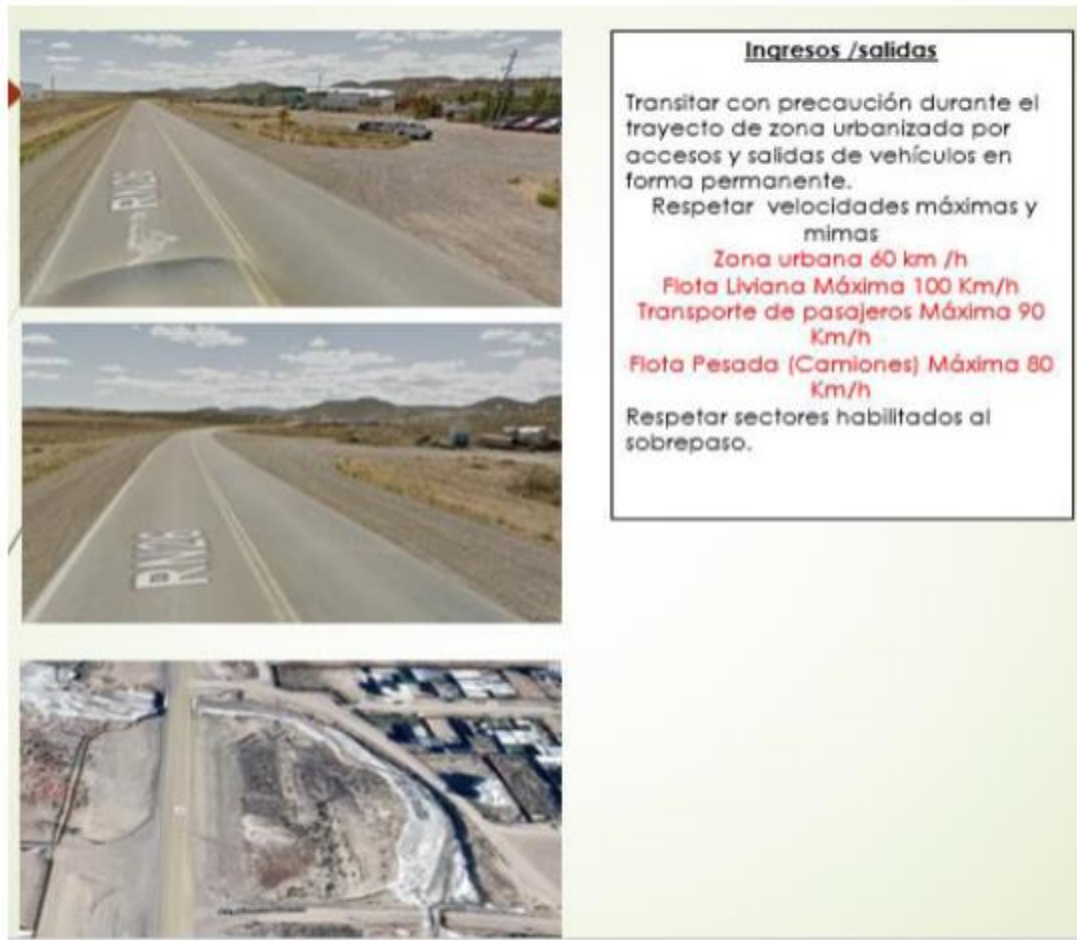 Ingresos /salidas
Transitar con precaución durante el
trayecto de zona urbanizada por
accesos y salidas de vehículos en
forma permanente.
Respetar velocidades máximas y
mimas
Zona urbana 60 km /h
Flota Liviana Máxima 100 Km/h
Transporte de pasajeros Máxima 90
Km/h
Flota Pesada (Camiones) Máxima 80
Km/h
Respetar sectores habilitados al
sobrepaso.
RN26
RN26